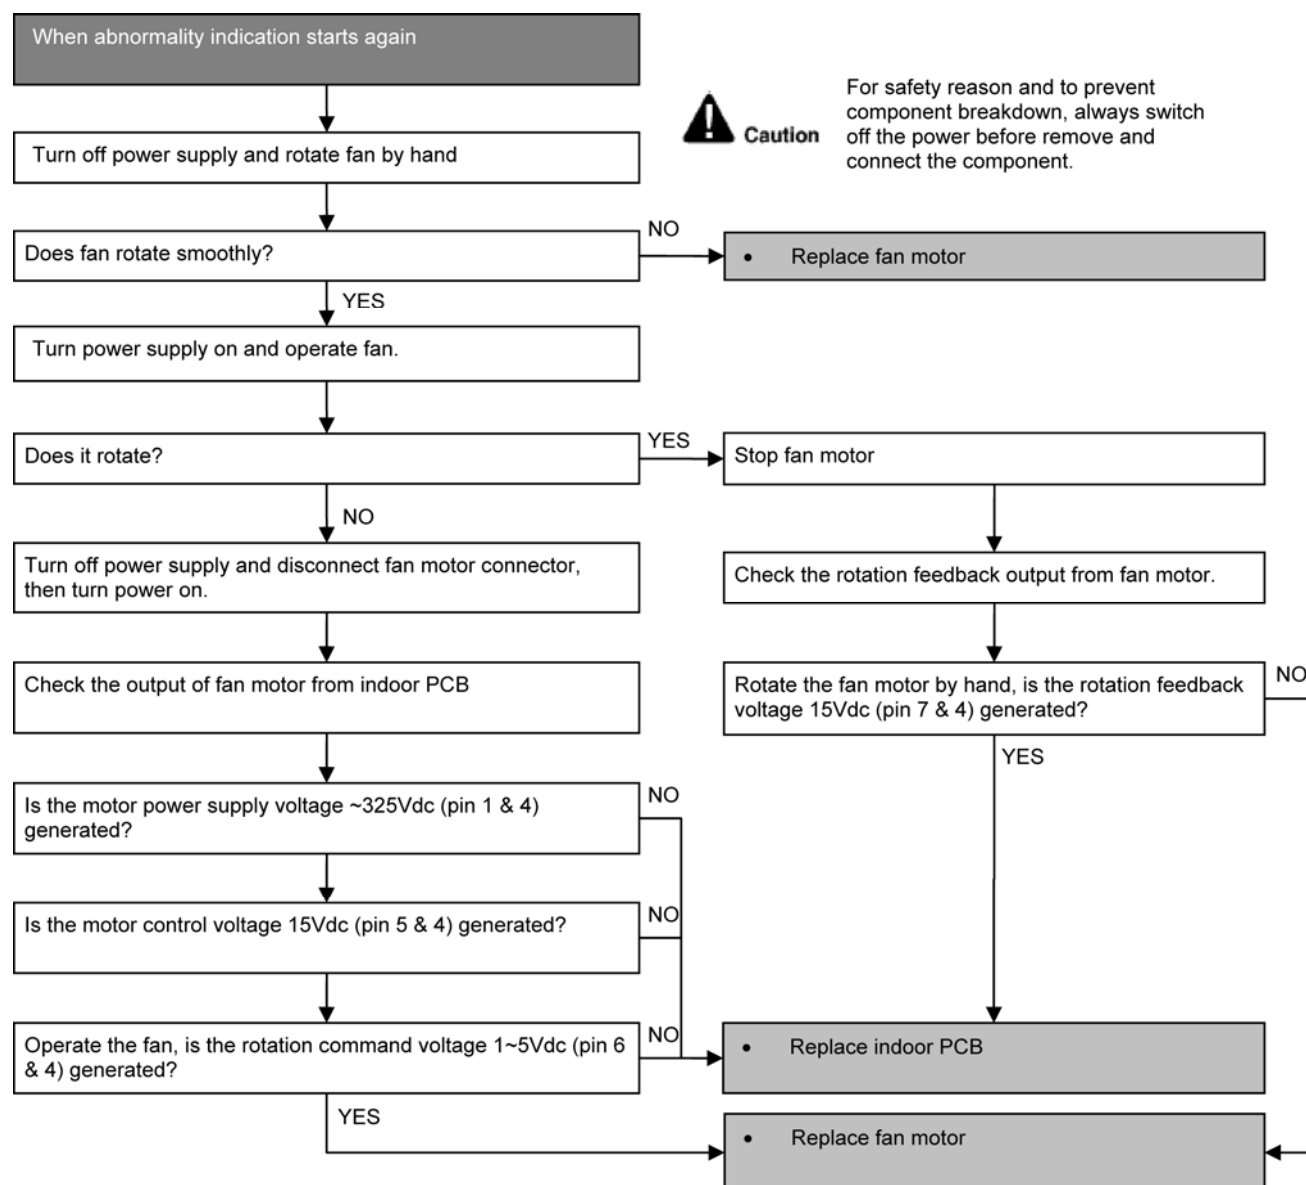 When abnormality indication starts again
Caution
For safety reason and to prevent
component breakdown, always switch
off the power before remove and
connect the component.
Turn off power supply and rotate fan by hand
Does fan rotate smoothly?
NO
• Replace fan motor
YES
Turn power supply on and operate fan.
Does it rotate?
YES
Stop fan motor
NO
Turn off power supply and disconnect fan motor connector,
then turn power on.
Check the rotation feedback output from fan motor.
Check the output of fan motor from indoor PCB
Rotate the fan motor by hand, is the rotation feedback
voltage 15Vdc (pin 7 & 4) generated?
NO
YES
Is the motor power supply voltage ~325Vdc (pin 1 & 4)
generated?
NO
Is the motor control voltage 15Vdc (pin 5 & 4) generated?
NO
Operate the fan, is the rotation command voltage 1~5Vdc (pin 6
& 4) generated?
NO
• Replace indoor PCB
YES
• Replace fan motor